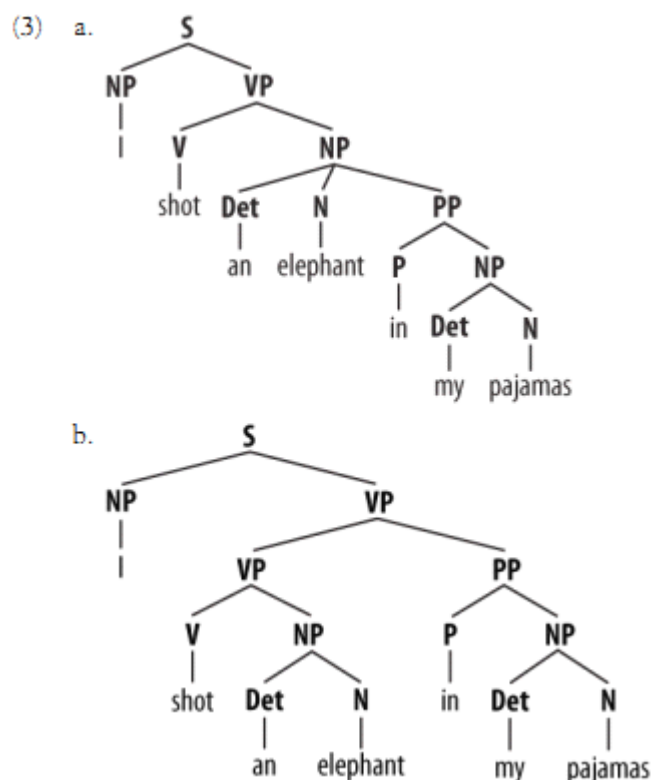 (3) a. S
NP VP
I V NP
shot Det N PP
an elephant P NP
in Det N
my pajamas
b. S
NP VP
I VP PP
V NP P NP
shot Det N in Det N
an elephant my pajamas